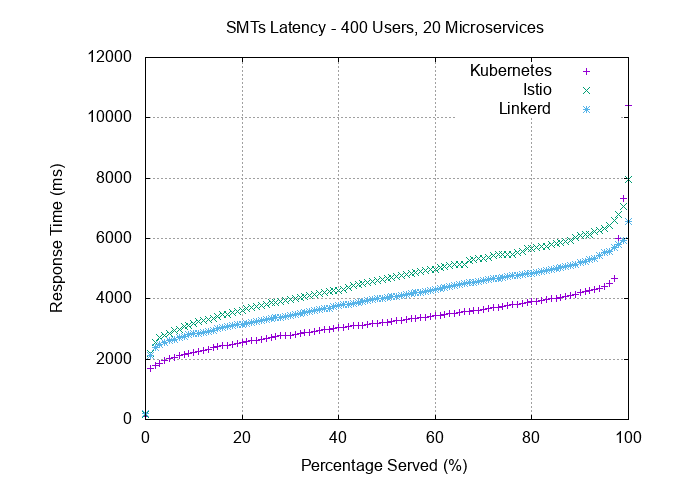 SMTs Latency - 400 Users, 20 Microservices
12000
10000
8000
6000
4000
2000
0
Response Time (ms)
Kubernetes
Istio
Linkerd
0 20 40 60 80 100
Percentage Served (%)